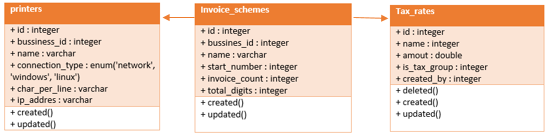 printers
+ id : integer
+ bussiness_id : integer
+ name : varchar
+ connection_type : enum('network',
'windows', 'linux')
+ char_per_line : varchar
+ ip_addres : varchar
+ created()
+ updated()
Invoice_schemes
+ id : integer
+ bussines_id : integer
+ name : varchar
+ start_number : integer
+ invoice_count : integer
+ total_digits : integer
+ created()
+ updated()
Tax_rates
+ id : integer
+ name : integer
+ amout : double
+ is_tax_group : integer
+ created_by : integer
+ deleted()
+ created()
+ updated()